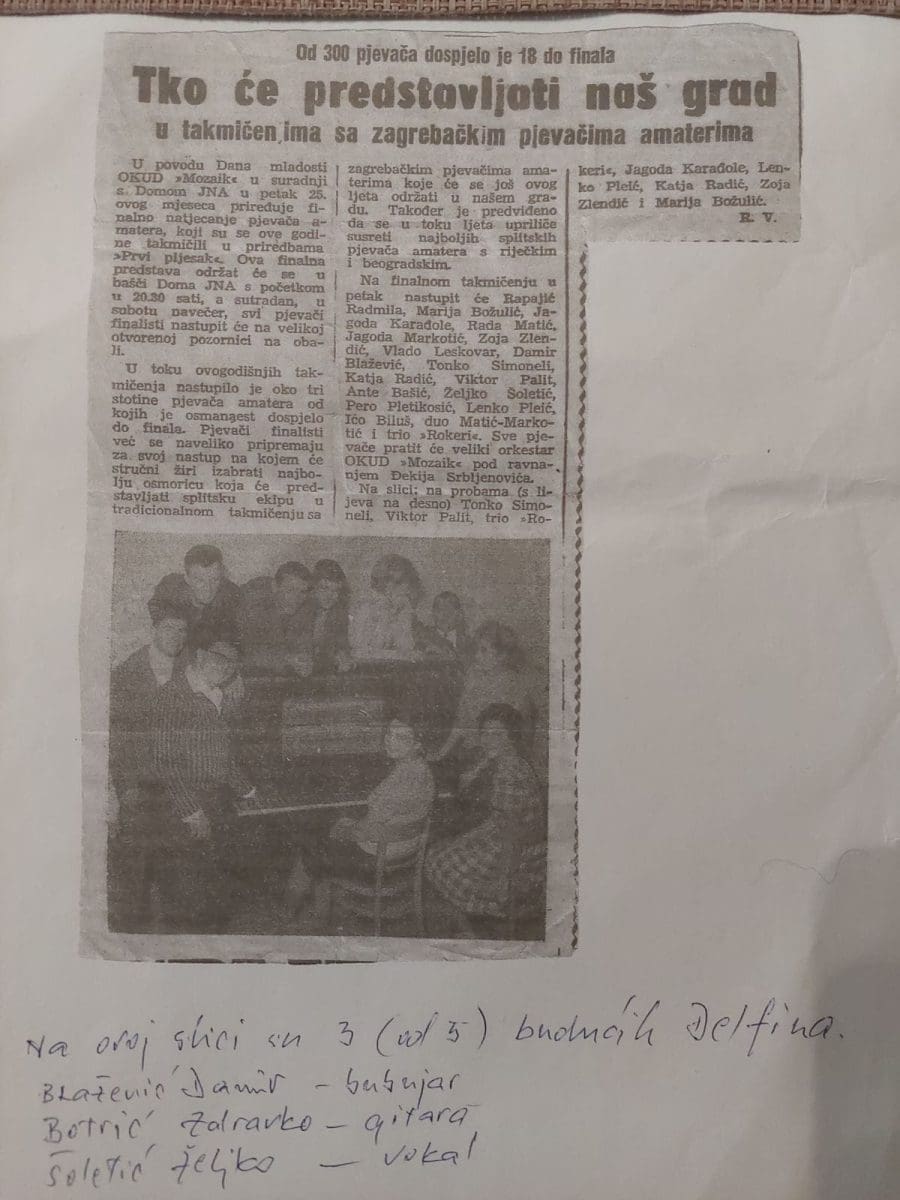 Od 300 pjevača dospjelo je 18 do finala
Tko će predstavljati naš grad
u takmičen,ima sa zagrebačkim pjevačima amaterima
U povodu Dana mladosti
OKUD »Mozaik« u suradnji
s Domom JNA u petak 25.
ovog mjeseca priređuje fi-
nalno natjecanje pjevača a-
matera, koji su se ove godi-
ne takmičili u priredbama
»Prvi pljesak«. Ova finalna
predstava održat će se u
bašči Doma JNA s početkom
u 20.30 sati, a sutradan, u
subotu navečer, svi pjevači
finalisti nastupit će na velikoj
otvorenoj pozornici na oba-
li.
U toku ovogodišnjih tak-
mičenja nastupilo je oko tri
stotine pjevača amatera od
kojih je osmanaest dospjelo
do finala. Pjevači finalisti
već se naveliko pripremaju
za svoj nastup na kojem će
stručni žiri izabrati najbo-
lju osmoricu koja će pred-
stavljati splitsku ekipu u
tradicionalnom takmičenju sa
zagrebačkim pjevačima ama-
terima koje će se još ovog
ljeta održati u našem gra-
du. Također je predviđeno
da se u toku ljeta upriliče
susreti najboljih splitskih
pjevača amatera s riječkim
i beogradskim.
Na finalnom takmičenju u
petak nastupit će Rapajić
Radmila, Marija Božulić, Ja-
goda Karađole, Rada Matić,
Jagoda Markotić, Zoja Zlen-
dić, Vlado Leskovar, Damir
Blažević, Tonko Simoneli,
Katja Radić, Viktor Palit,
Ante Bašić, Željko Šoletić,
Pero Pletikosić, Lenko Pleić,
Ićo Biluš, duo Matić-Marko-
tić i trio »Rokeri«. Sve pje-
vače pratit će veliki orkestar
OKUD »Mozaik« pod ravna-
njem Đekija Srbljenovića.
Na slici: na probama (s li-
jeva na desno) Tonko Simo-
neli, Viktor Palit, trio »Ro-
keri«, Jagoda Karađole, Len-
ko Pleić, Katja Radić, Zoja
Zlendić i Marija Božulić.
R. V.
Na ovoj slici su 3 (od 5) budućih Delfina.
Blažević Damir - bubnjar
Botrić Zdravko - gitara
Šoletić Željko - vokal